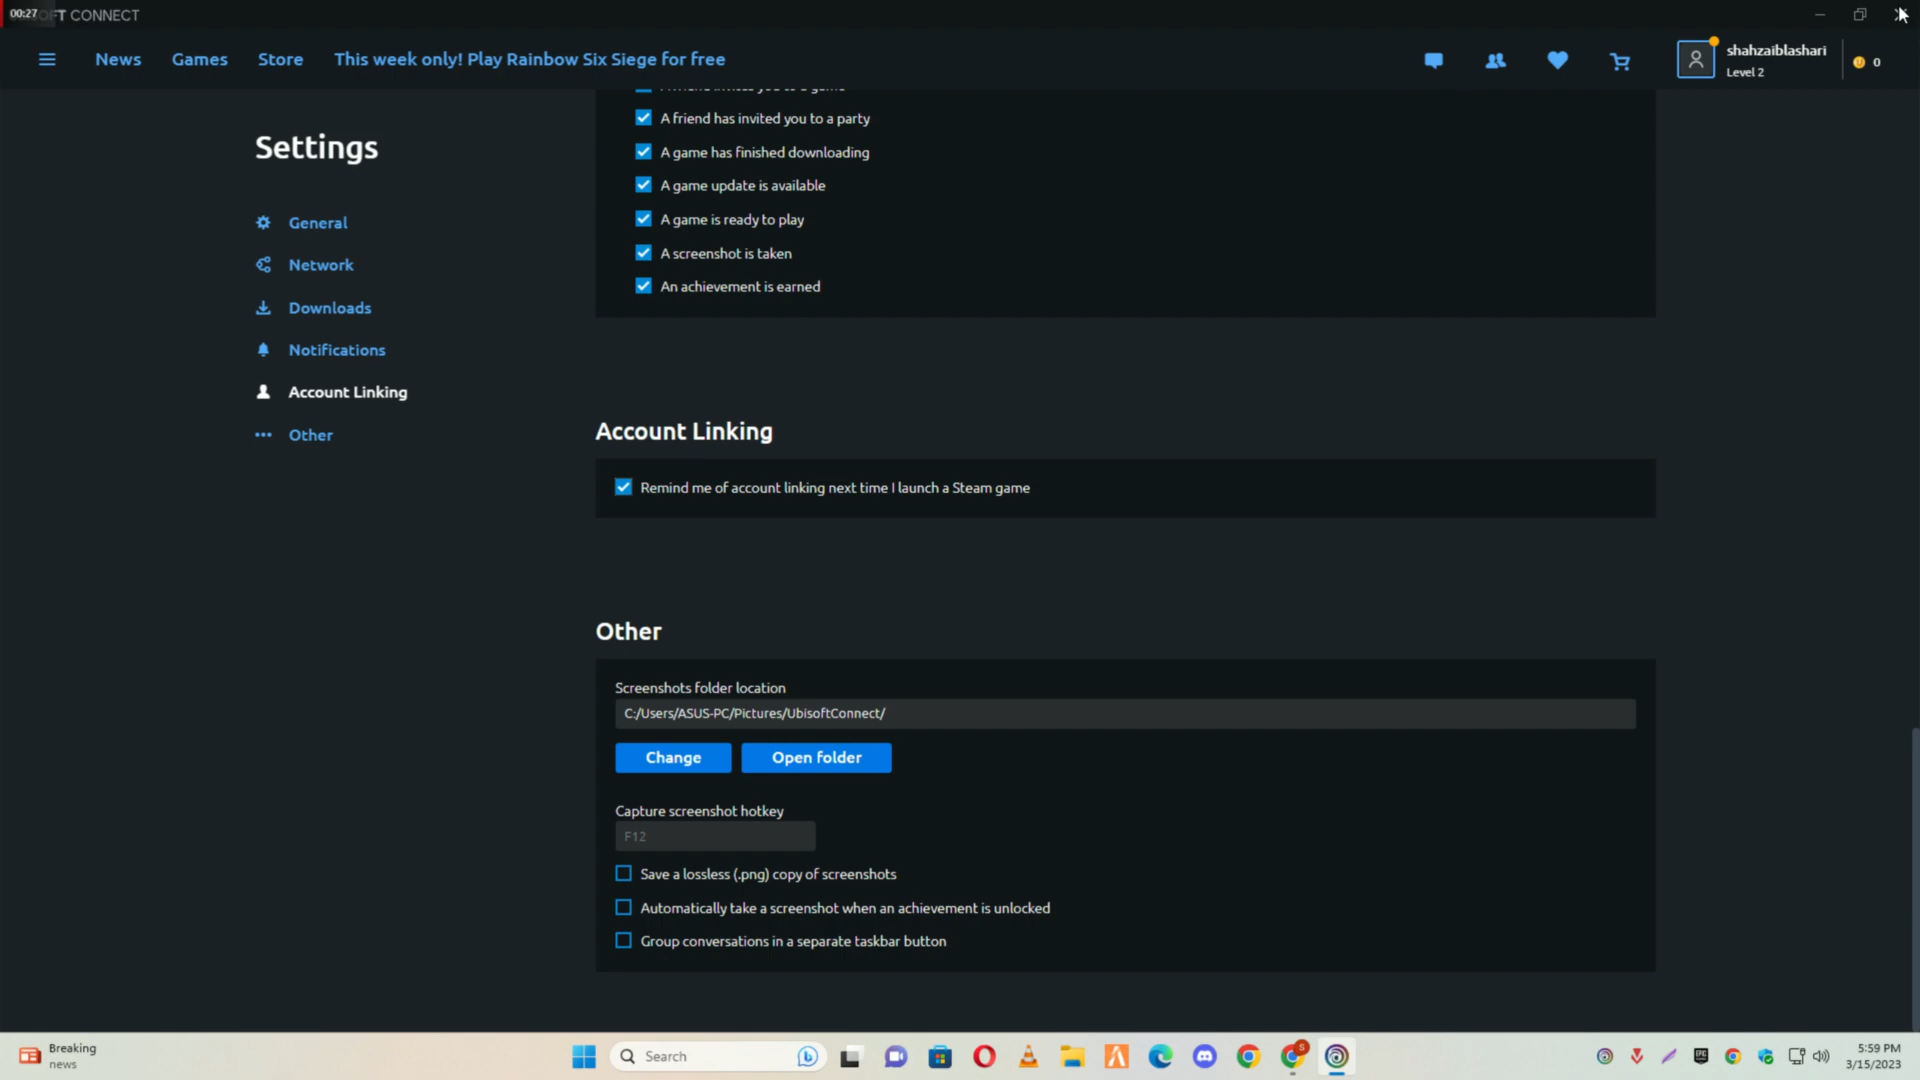 00:27
FT CONNECT
News
Games
Store
This week only! Play Rainbow Six Siege for free
shahzaiblashari
Level 2
0
Settings
General
Network
Downloads
Notifications
Account Linking
Other
A friend has invited you to a party
A game has finished downloading
A game update is available
A game is ready to play
A screenshot is taken
An achievement is earned
Account Linking
Remind me of account linking next time I launch a Steam game
Other
Screenshots folder location
C:/Users/ASUS-PC/Pictures/UbisoftConnect/
Change
Open folder
Capture screenshot hotkey
F12
Save a lossless (.png) copy of screenshots
Automatically take a screenshot when an achievement is unlocked
Group conversations in a separate taskbar button
Breaking
news
Search
S
EPIC
5:59 PM
3/15/2023